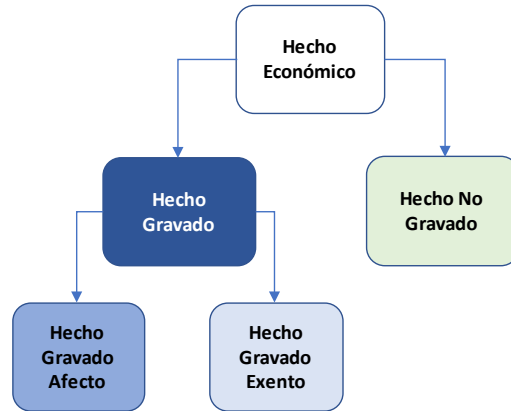 Hecho
Económico
Hecho
Gravado
Hecho No
Gravado
Hecho
Gravado
Afecto
Hecho
Gravado
Exento